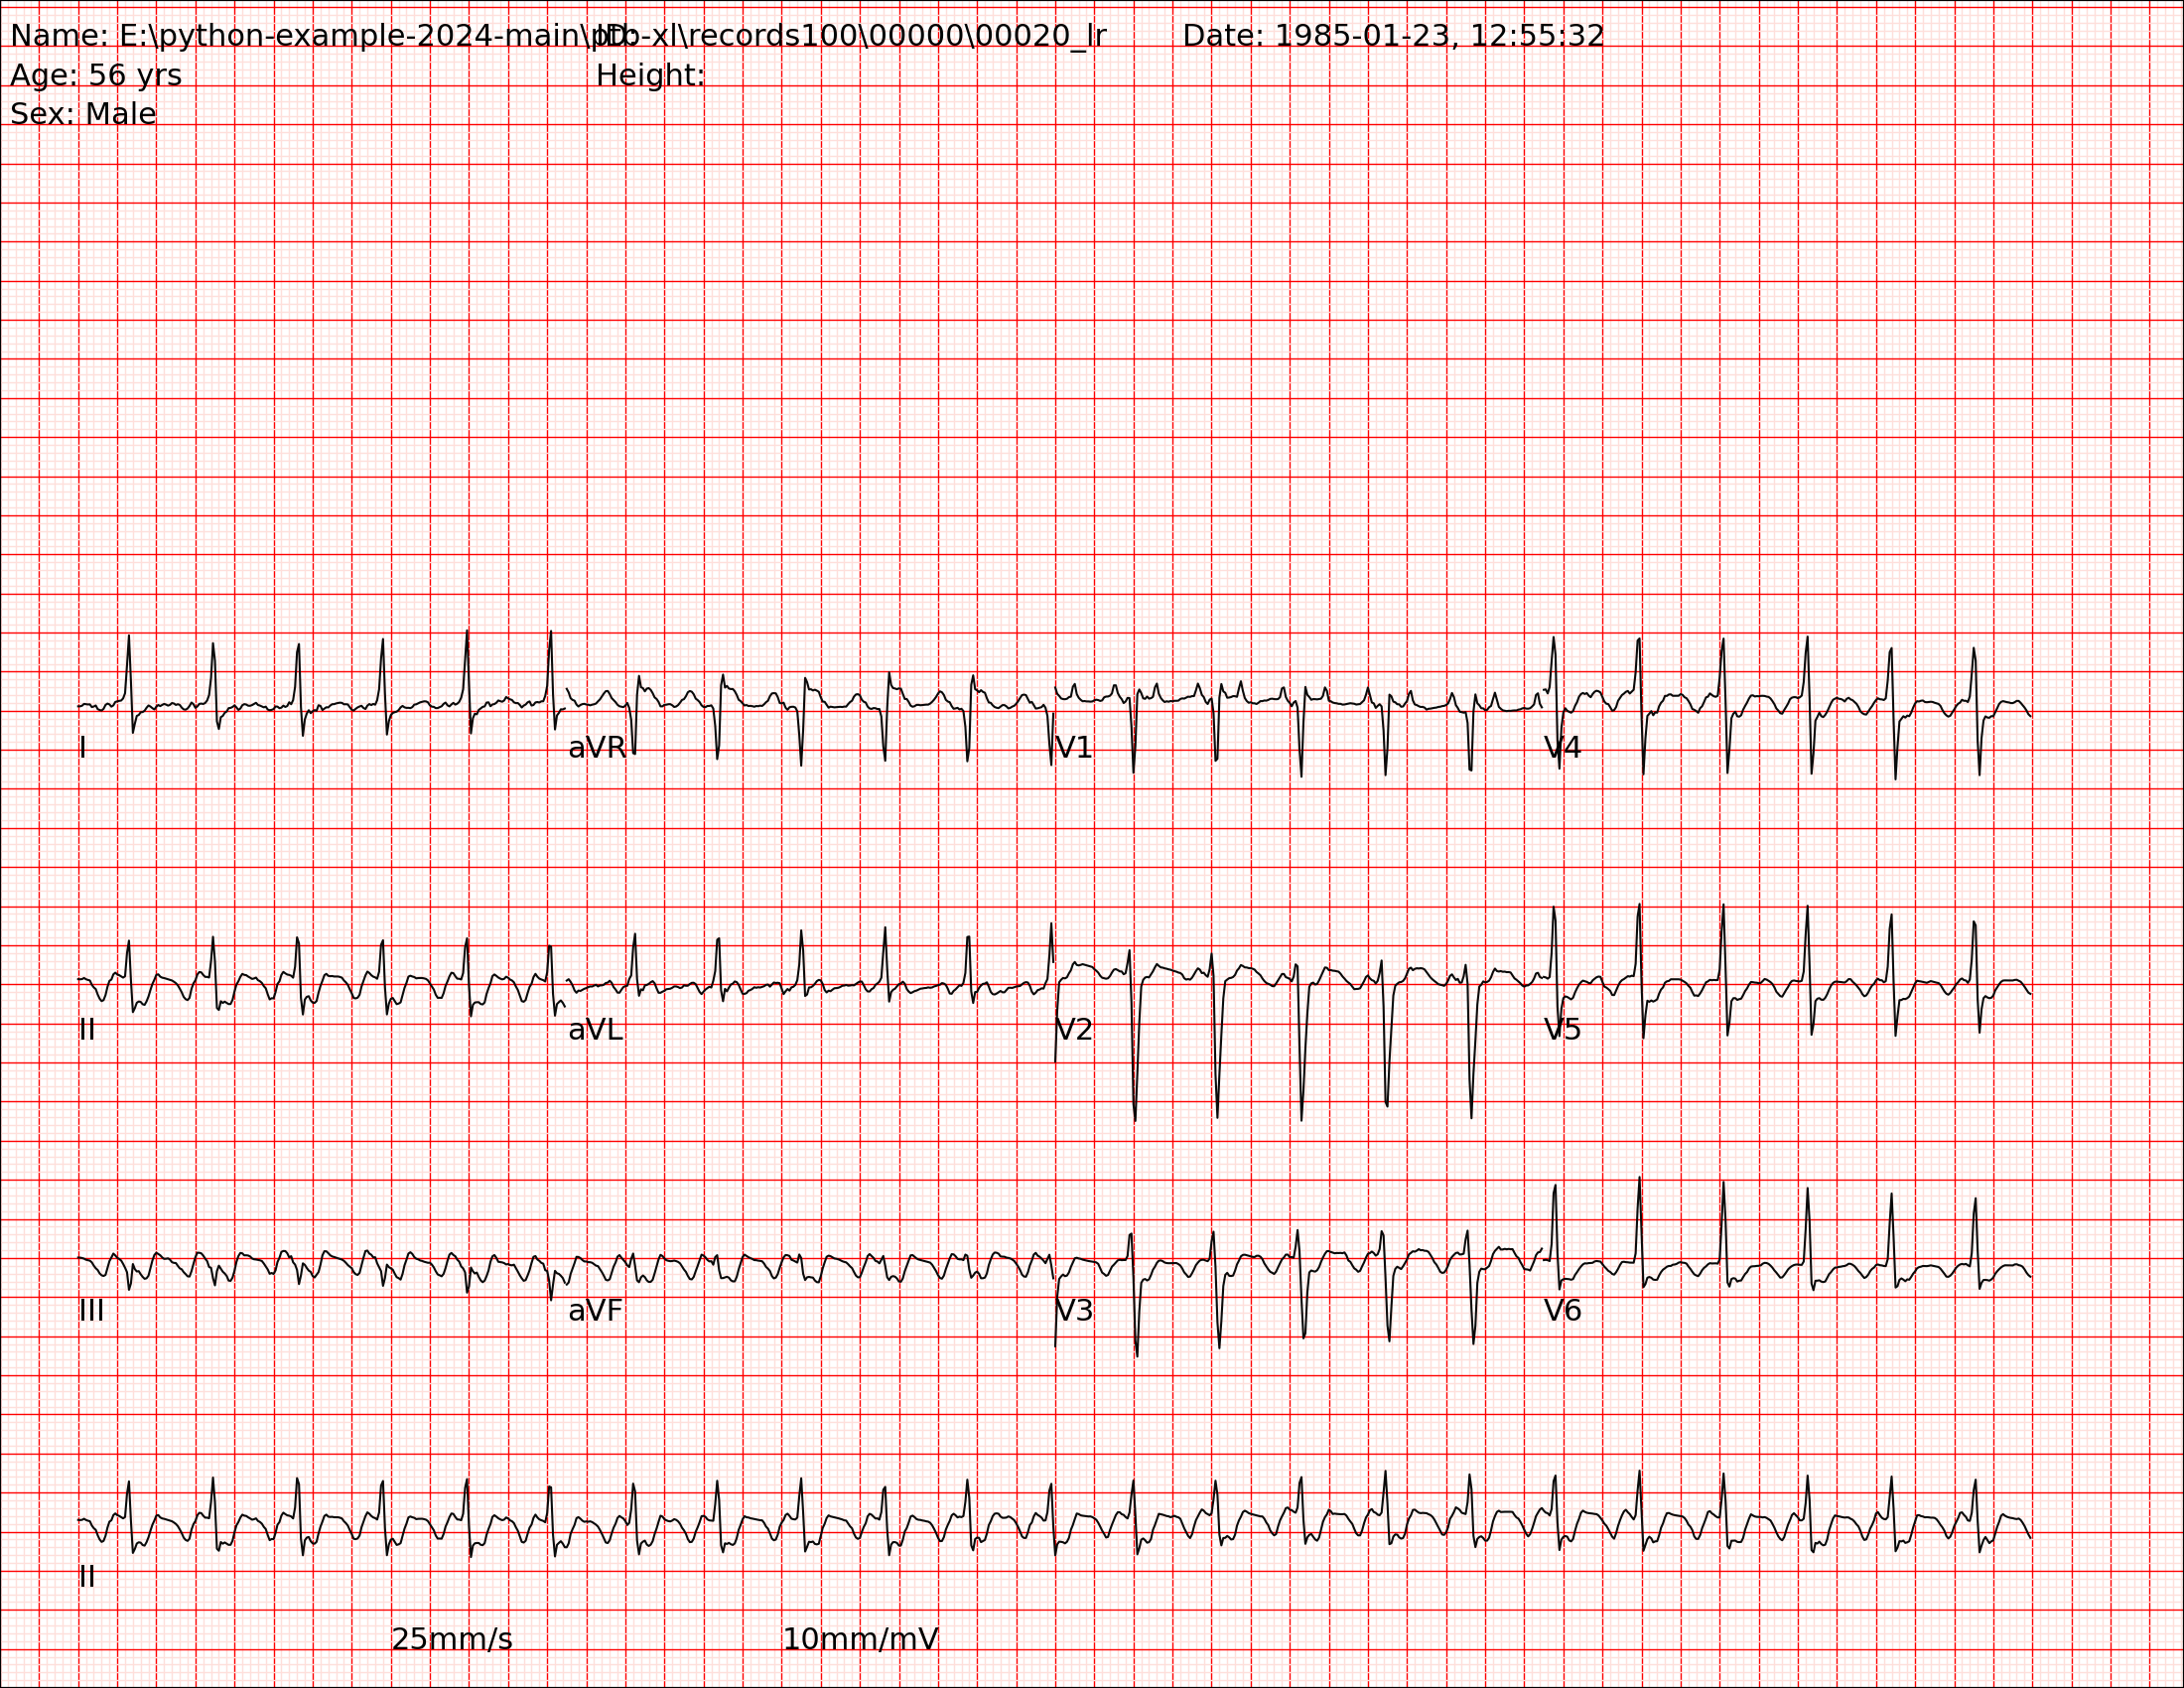 Name: E:\python-example-2024-main\ptb-xl\records100\00000\00020_lr ID: Date: 1985-01-23, 12:55:32
Age: 56 yrs Height:
Sex: Male
I aVR V1 V4
II aVL V2 V5
III aVF V3 V6
II
25mm/s 10mm/mV